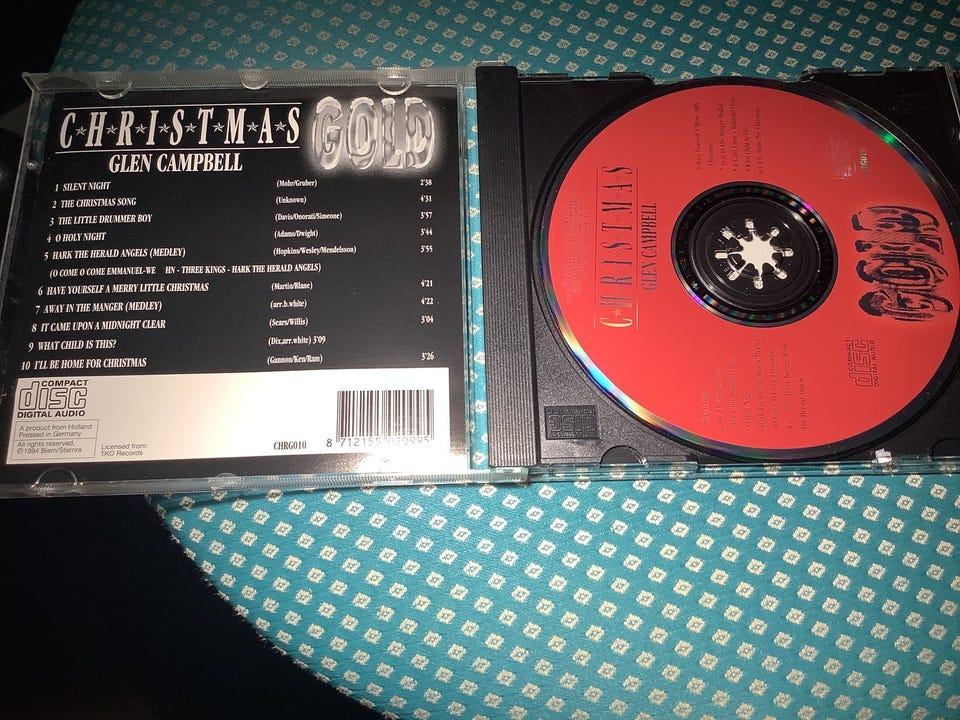 C★H★R★I★S★T★M★A★S GOLD
GLEN CAMPBELL
1 SILENT NIGHT (Mohr/Gruber) 2'38
2 THE CHRISTMAS SONG (Unknown) 4'31
3 THE LITTLE DRUMMER BOY (Davis/Onorati/Simeone) 3'57
4 O HOLY NIGHT (Adams/Dwight) 3'44
5 HARK THE HERALD ANGELS (MEDLEY) (Hopkins/Wesley/Mendelsson) 3'55
(O COME O COME EMMANUEL-WE HN - THREE KINGS - HARK THE HERALD ANGELS)
6 HAVE YOURSELF A MERRY LITTLE CHRISTMAS (Martin/Blane) 4'21
7 AWAY IN THE MANGER (MEDLEY) (arr.b.white) 4'22
8 IT CAME UPON A MIDNIGHT CLEAR (Sears/Willis) 3'04
9 WHAT CHILD IS THIS? (Dix,arr.white) 3'09
10 I'LL BE HOME FOR CHRISTMAS (Gannon/Ken/Ram) 3'26
COMPACT
disc
DIGITAL AUDIO
A product from Holland
Pressed in Germany
All rights reserved,
℗1994 Biem/Stemra
Licensed from:
TKO Records
CHRG010
8 712155
C★H★R★I★S★T★M★A★S
GLEN CAMPBELL
GOLD
COMPACT
disc
DIGITAL AUDIO